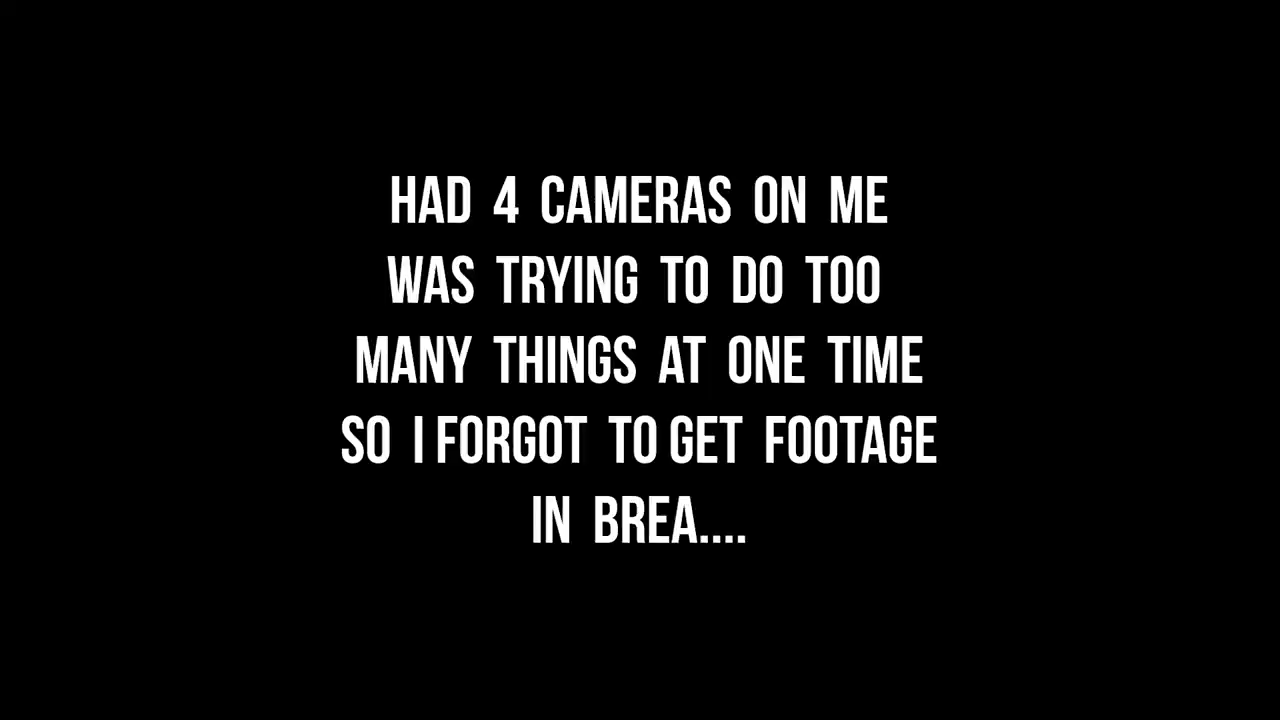 HAD 4 CAMERAS ON ME
WAS TRYING TO DO TOO
MANY THINGS AT ONE TIME
SO I FORGOT TO GET FOOTAGE
IN BREA....